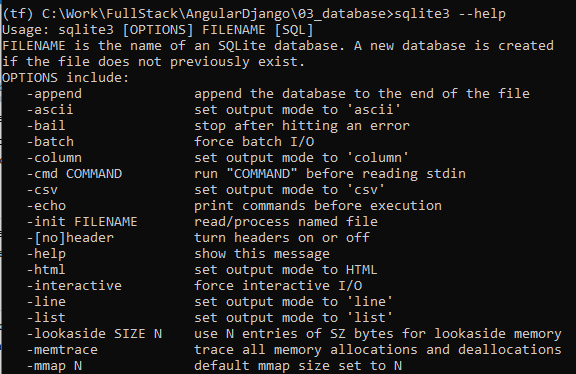 (tf) C:\Work\FullStack\AngularDjango\03_database>sqlite3 --help
Usage: sqlite3 [OPTIONS] FILENAME [SQL]
FILENAME is the name of an SQLite database. A new database is created
if the file does not previously exist.
OPTIONS include:
   -append              append the database to the end of the file
   -ascii               set output mode to 'ascii'
   -bail                stop after hitting an error
   -batch               force batch I/O
   -column              set output mode to 'column'
   -cmd COMMAND         run "COMMAND" before reading stdin
   -csv                 set output mode to 'csv'
   -echo                print commands before execution
   -init FILENAME       read/process named file
   -[no]header          turn headers on or off
   -help                show this message
   -html                set output mode to HTML
   -interactive         force interactive I/O
   -line                set output mode to 'line'
   -list                set output mode to 'list'
   -lookaside SIZE N    use N entries of SZ bytes for lookaside memory
   -memtrace            trace all memory allocations and deallocations
   -mmap N              default mmap size set to N